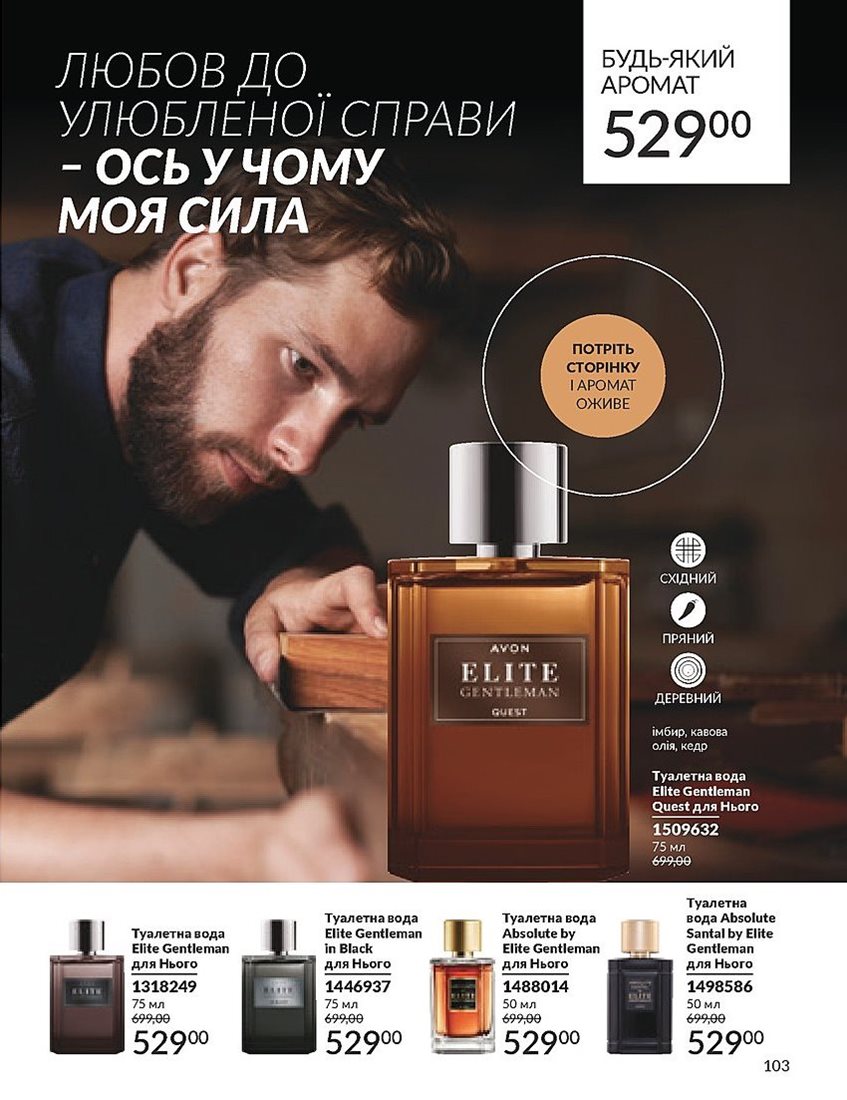 ЛЮБОВ ДО
УЛЮБЛЕНОЇ СПРАВИ
– ОСЬ У ЧОМУ
МОЯ СИЛА
БУДЬ-ЯКИЙ
АРОМАТ
529⁰⁰
ПОТРІТЬ
СТОРІНКУ
І АРОМАТ
ОЖИВЕ
СХІДНИЙ
ПРЯНИЙ
ДЕРЕВНИЙ
AVON
ELITE
GENTLEMAN
QUEST
імбир, кавова
олія, кедр
Туалетна вода
Elite Gentleman
Quest для Нього
1509632
75 мл
699,00
Туалетна вода
Elite Gentleman
для Нього
1318249
75 мл
699,00
529⁰⁰
Туалетна вода
Elite Gentleman
in Black
для Нього
1446937
75 мл
699,00
529⁰⁰
Туалетна вода
Absolute by
Elite Gentleman
для Нього
1488014
50 мл
699,00
529⁰⁰
Туалетна
вода Absolute
Santal by Elite
Gentleman
для Нього
1498586
50 мл
699,00
529⁰⁰
ELITE
ELITE
ELITE
ELITE
103